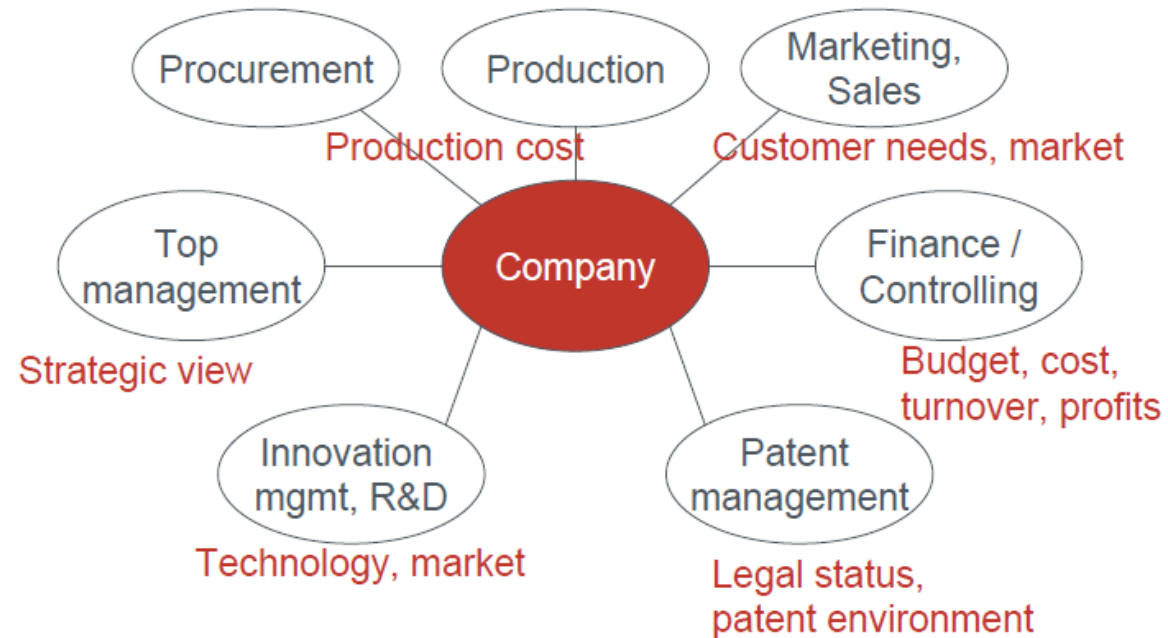 Procurement
Production
Marketing,
Sales
Production cost
Customer needs, market
Top
management
Company
Finance /
Controlling
Strategic view
Budget, cost,
turnover, profits
Innovation
mgmt, R&D
Patent
management
Technology, market
Legal status,
patent environment